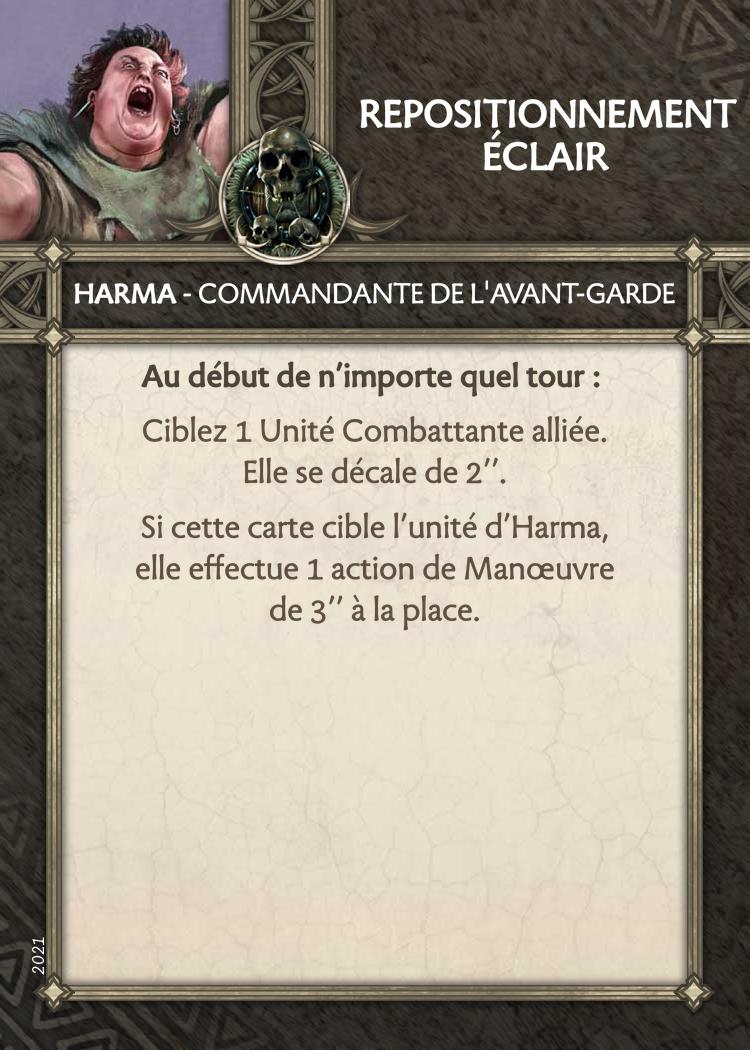 REPOSITIONNEMENT
ÉCLAIR
HARMA - COMMANDANTE DE L'AVANT-GARDE
Au début de n’importe quel tour :
Ciblez 1 Unité Combattante alliée.
Elle se décale de 2’’.
Si cette carte cible l’unité d’Harma,
elle effectue 1 action de Manœuvre
de 3’’ à la place.
2021